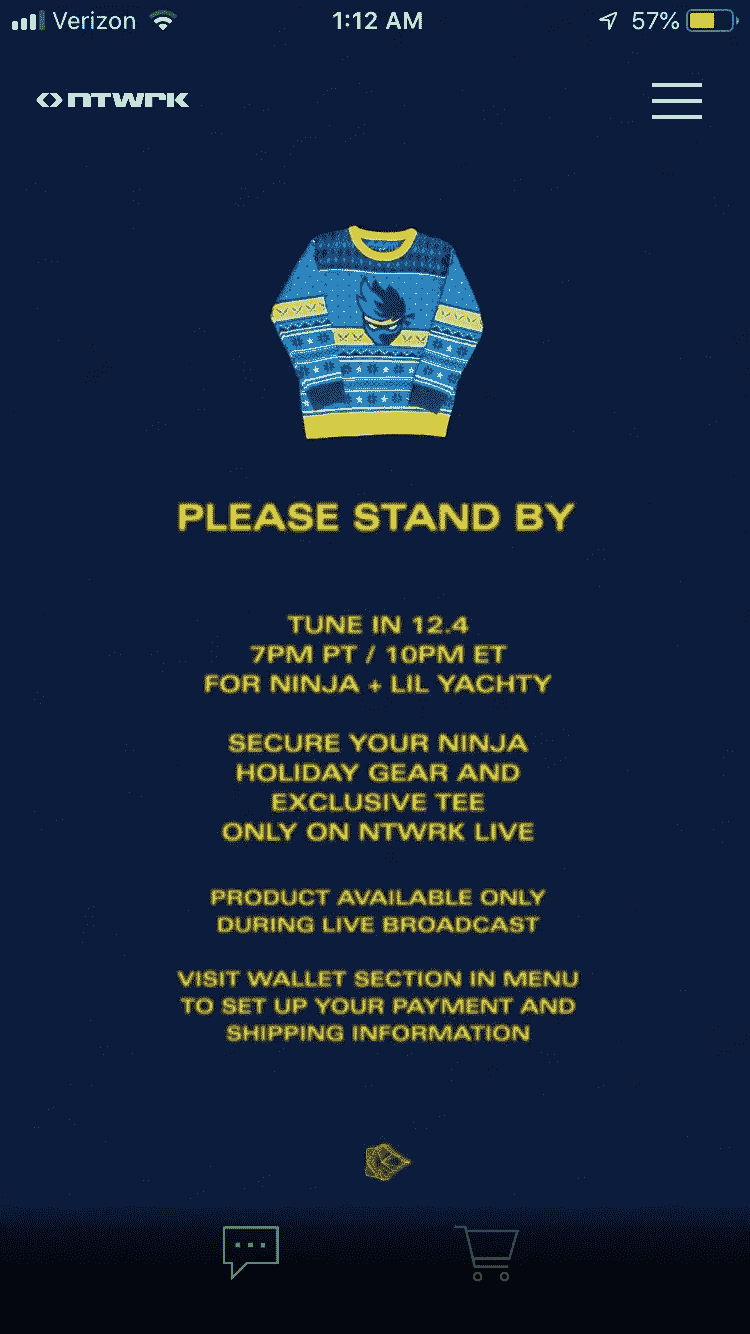 Verizon 1:12 AM 57%
NTWRK
PLEASE STAND BY
TUNE IN 12.4
7PM PT / 10PM ET
FOR NINJA + LIL YACHTY
SECURE YOUR NINJA
HOLIDAY GEAR AND
EXCLUSIVE TEE
ONLY ON NTWRK LIVE
PRODUCT AVAILABLE ONLY
DURING LIVE BROADCAST
VISIT WALLET SECTION IN MENU
TO SET UP YOUR PAYMENT AND
SHIPPING INFORMATION